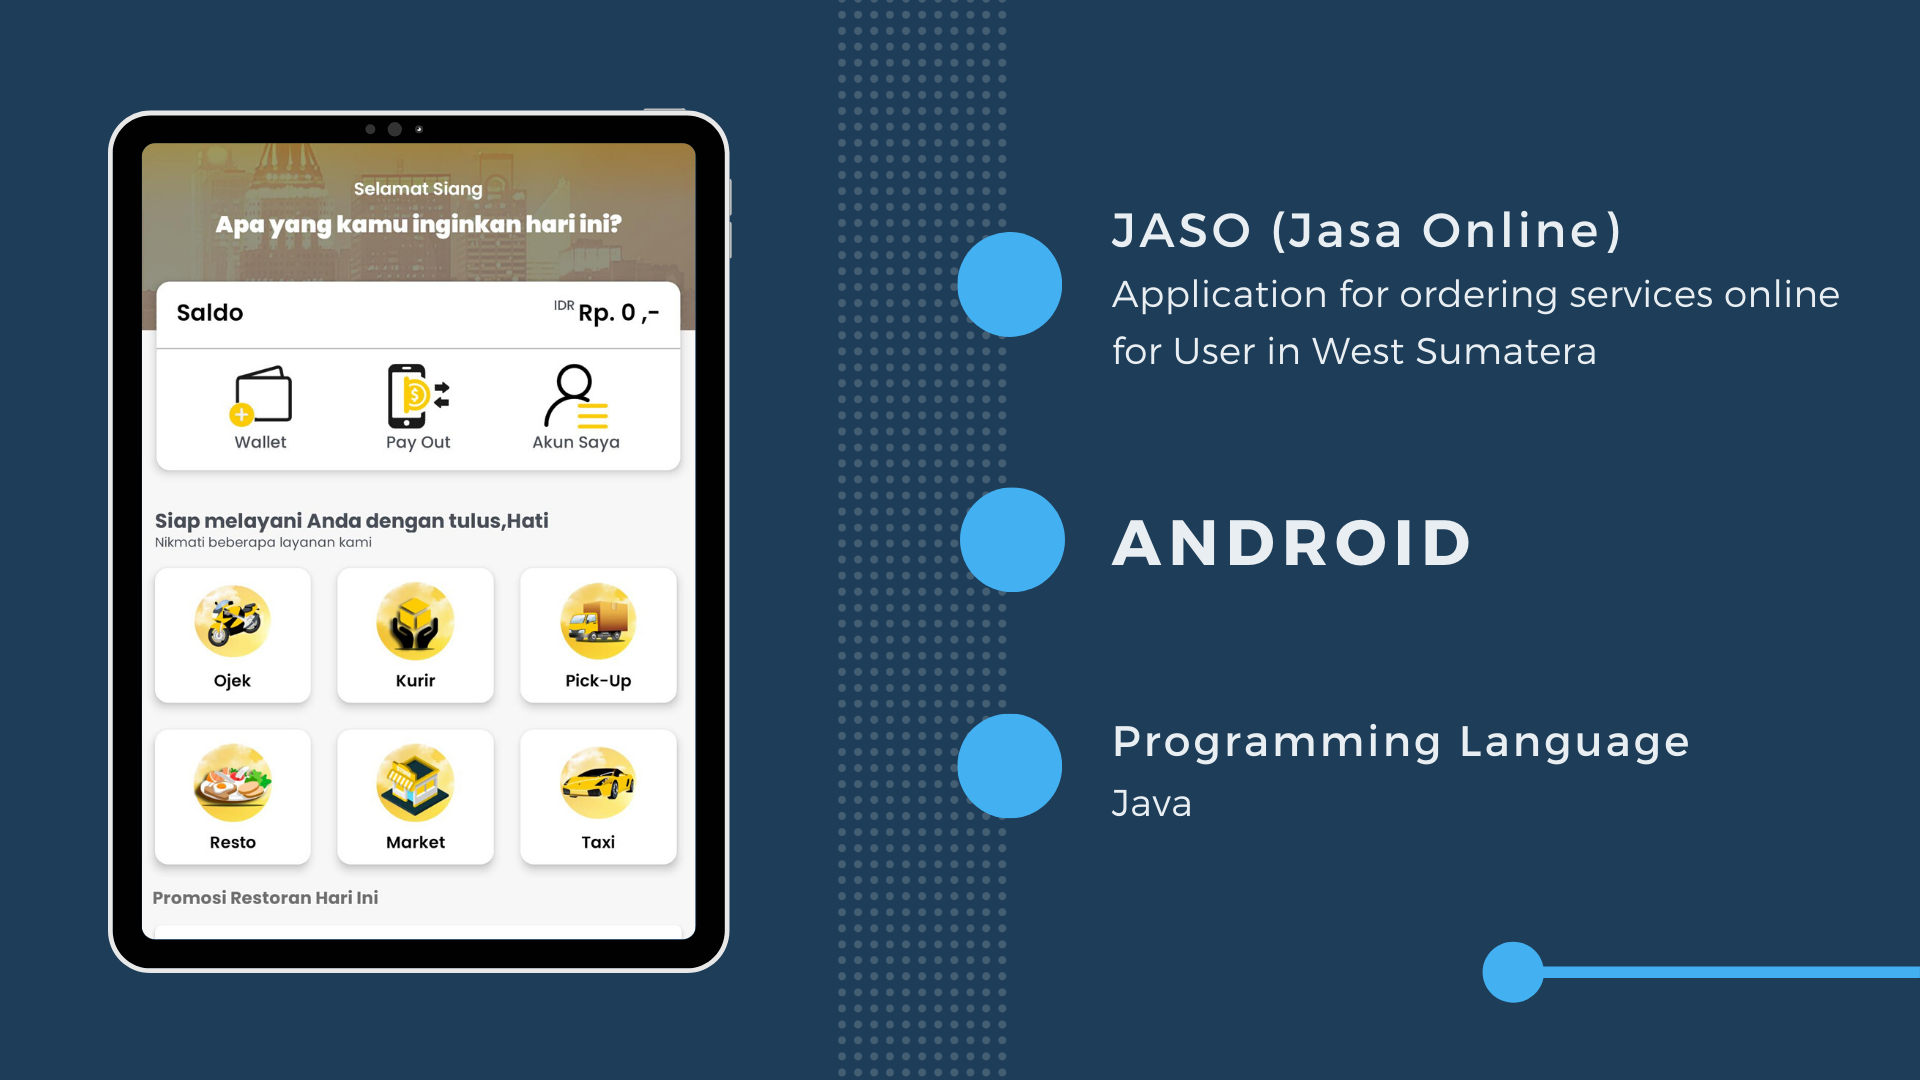 Selamat Siang
Apa yang kamu inginkan hari ini?
Saldo IDR Rp. 0 ,-
Wallet Pay Out Akun Saya
Siap melayani Anda dengan tulus,Hati
Nikmati beberapa layanan kami
Ojek Kurir Pick-Up
Resto Market Taxi
Promosi Restoran Hari Ini
JASO (Jasa Online)
Application for ordering services online
for User in West Sumatera
ANDROID
Programming Language
Java